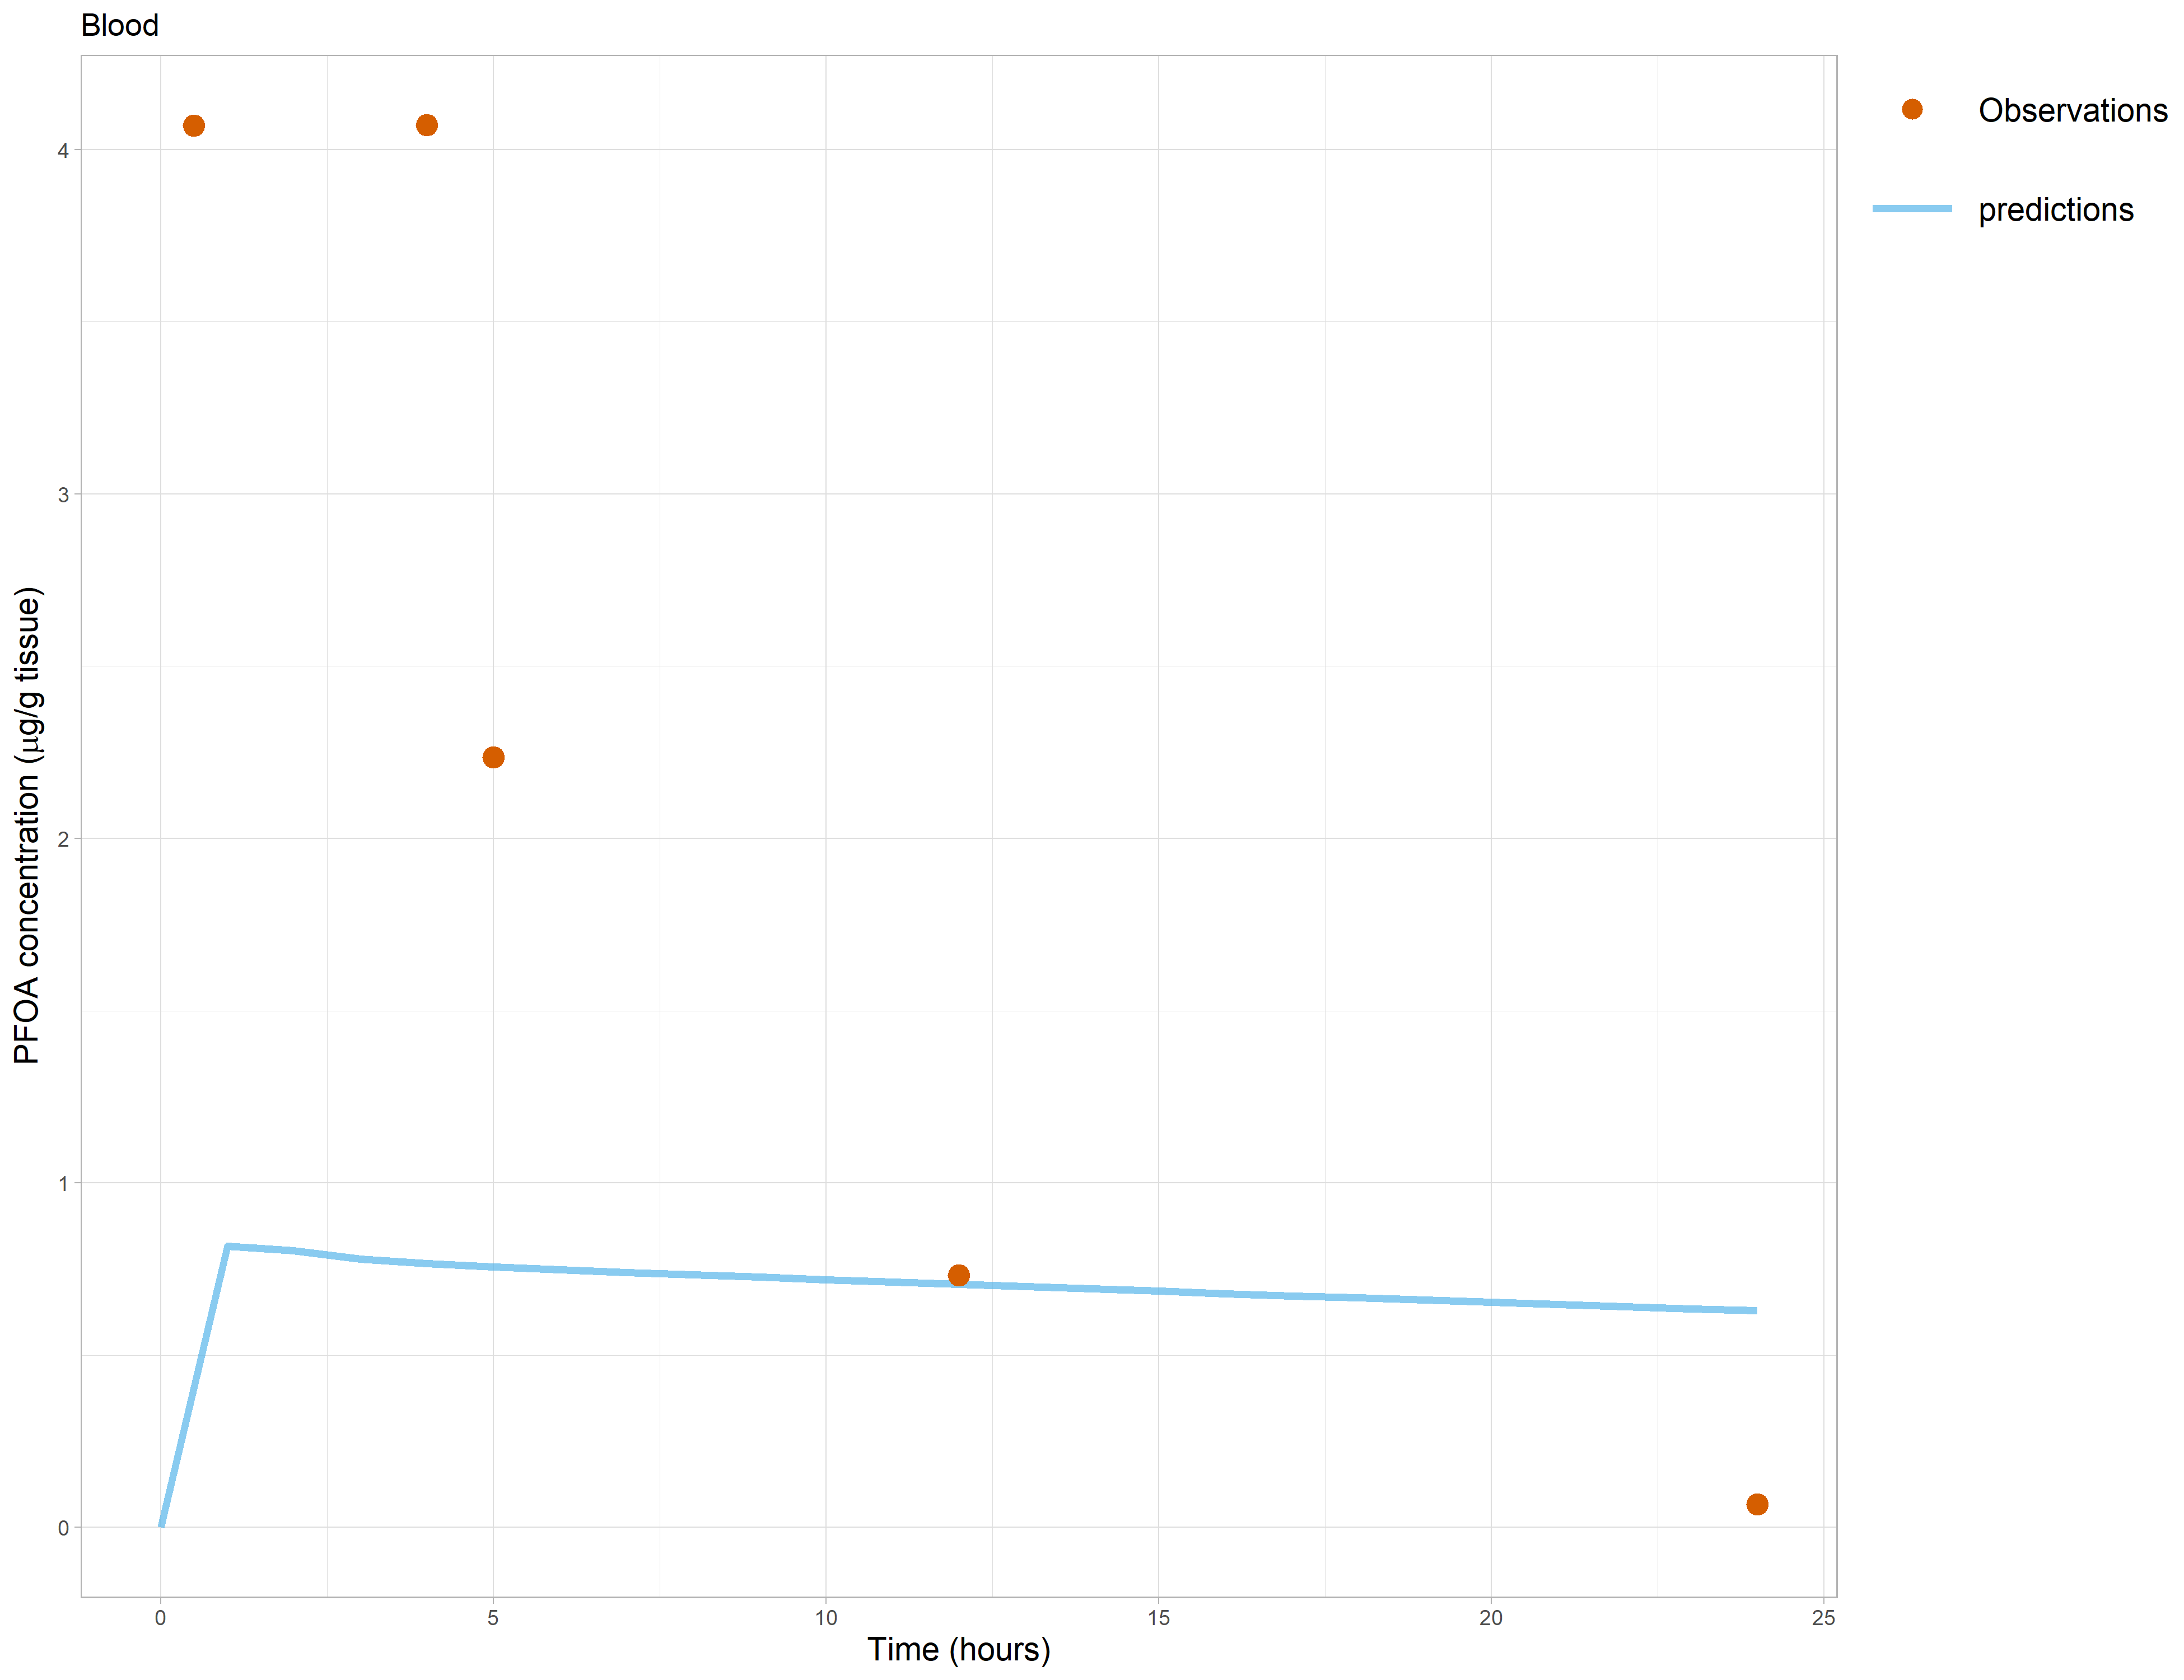 Blood
Observations
predictions
PFOA concentration (μg/g tissue)
4
3
2
1
0
0 5 10 15 20 25
Time (hours)